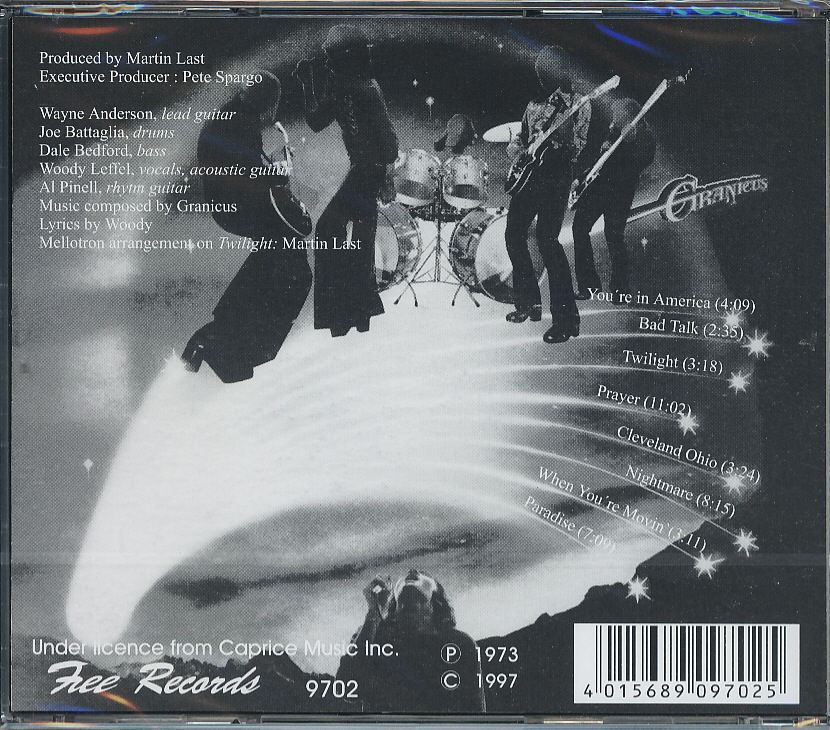 Produced by Martin Last
Executive Producer : Pete Spargo
Wayne Anderson, lead guitar
Joe Battaglia, drums
Dale Bedford, bass
Woody Leffel, vocals, acoustic guitar
Al Pinell, rhytm guitar
Music composed by Granicus
Lyrics by Woody
Mellotron arrangement on Twilight: Martin Last
GRANICUS
You´re in America (4:09)
Bad Talk (2:35)
Twilight (3:18)
Prayer (11:02)
Cleveland Ohio (3:24)
Nightmare (8:15)
When You´re Movin´(3:11)
Paradise (7:09)
Under licence from Caprice Music Inc.
Free Records
9702
Ⓟ 1973
© 1997
4 015689 097025